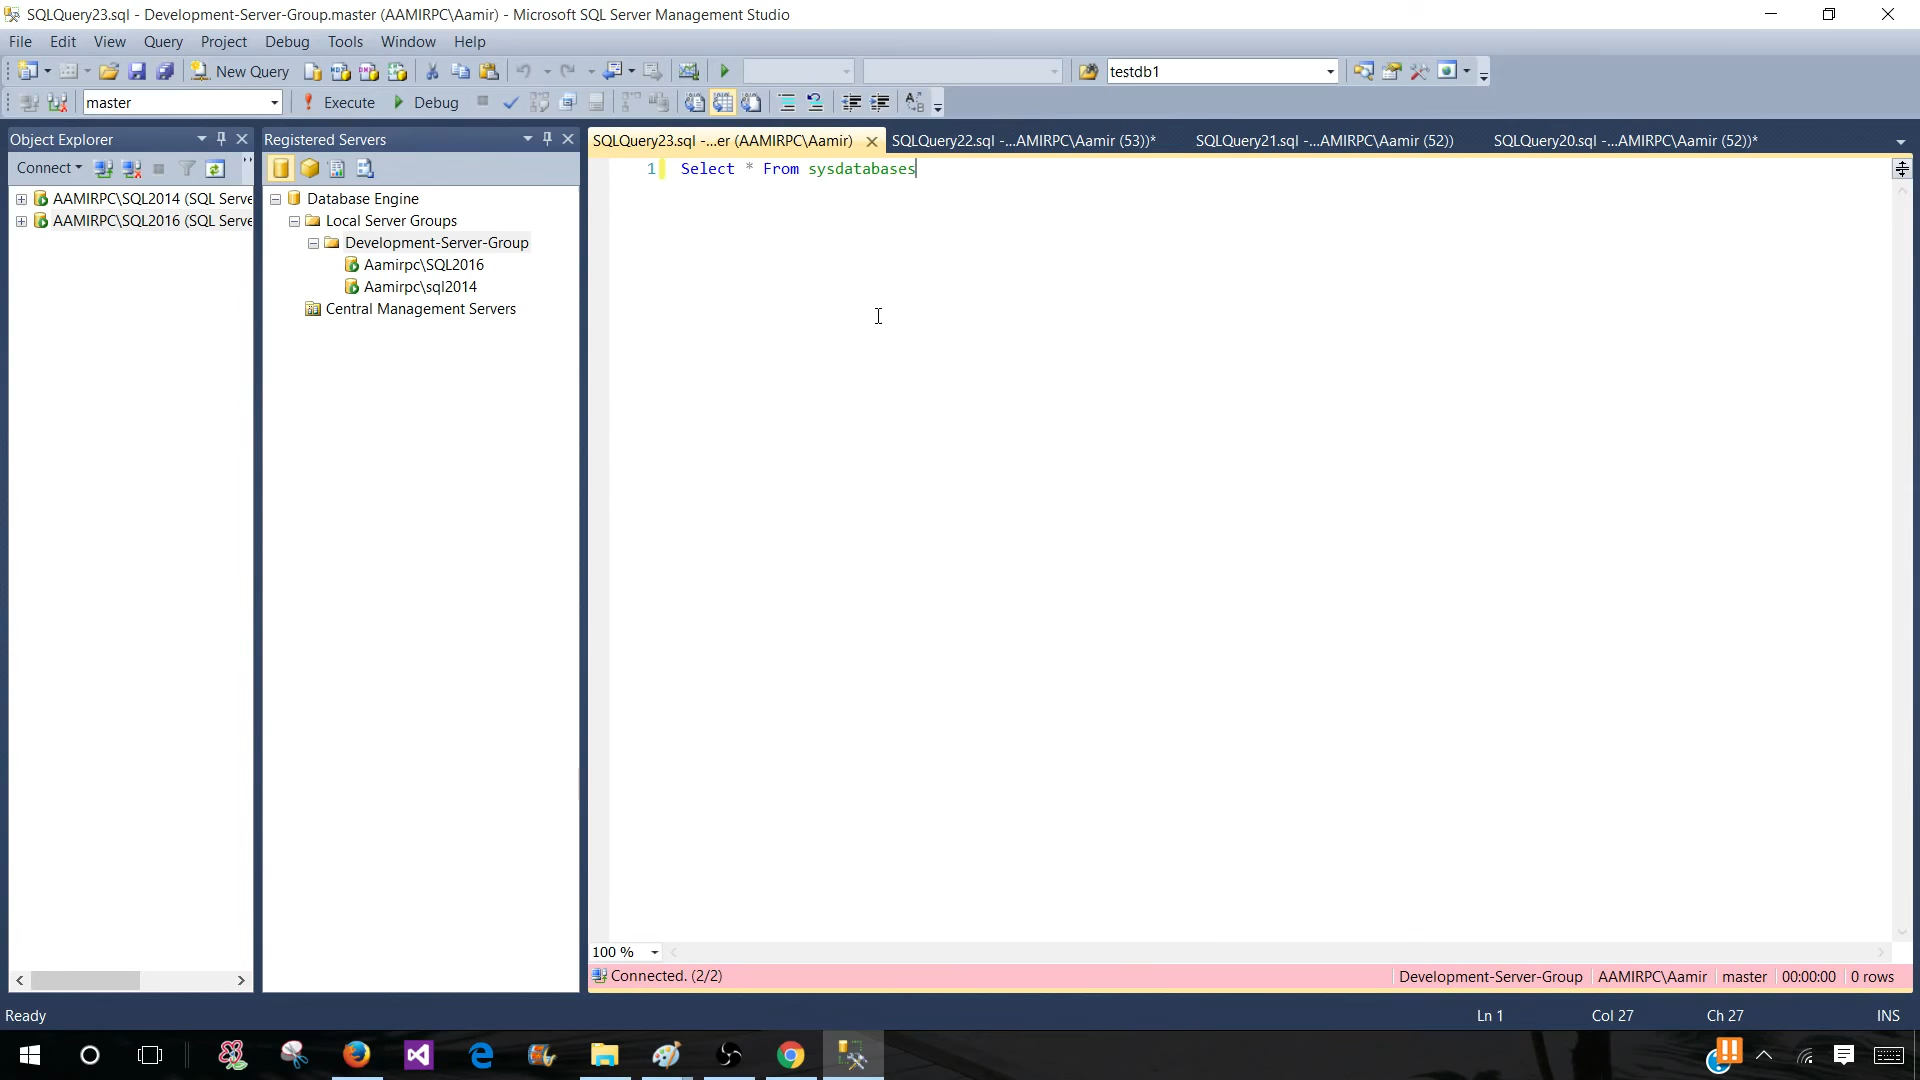 SQLQuery23.sql - Development-Server-Group.master (AAMIRPC\Aamir) - Microsoft SQL Server Management Studio
File Edit View Query Project Debug Tools Window Help
New Query testdb1
master Execute Debug
Object Explorer
Connect
AAMIRPC\SQL2014 (SQL Serve
AAMIRPC\SQL2016 (SQL Serve
Registered Servers
Database Engine
Local Server Groups
Development-Server-Group
Aamirpc\SQL2016
Aamirpc\sql2014
Central Management Servers
SQLQuery23.sql -...er (AAMIRPC\Aamir) SQLQuery22.sql -...AMIRPC\Aamir (53))* SQLQuery21.sql -...AMIRPC\Aamir (52)) SQLQuery20.sql -...AMIRPC\Aamir (52))*
1 Select * From sysdatabases
100 %
Connected. (2/2) Development-Server-Group AAMIRPC\Aamir master 00:00:00 0 rows
Ready Ln 1 Col 27 Ch 27 INS